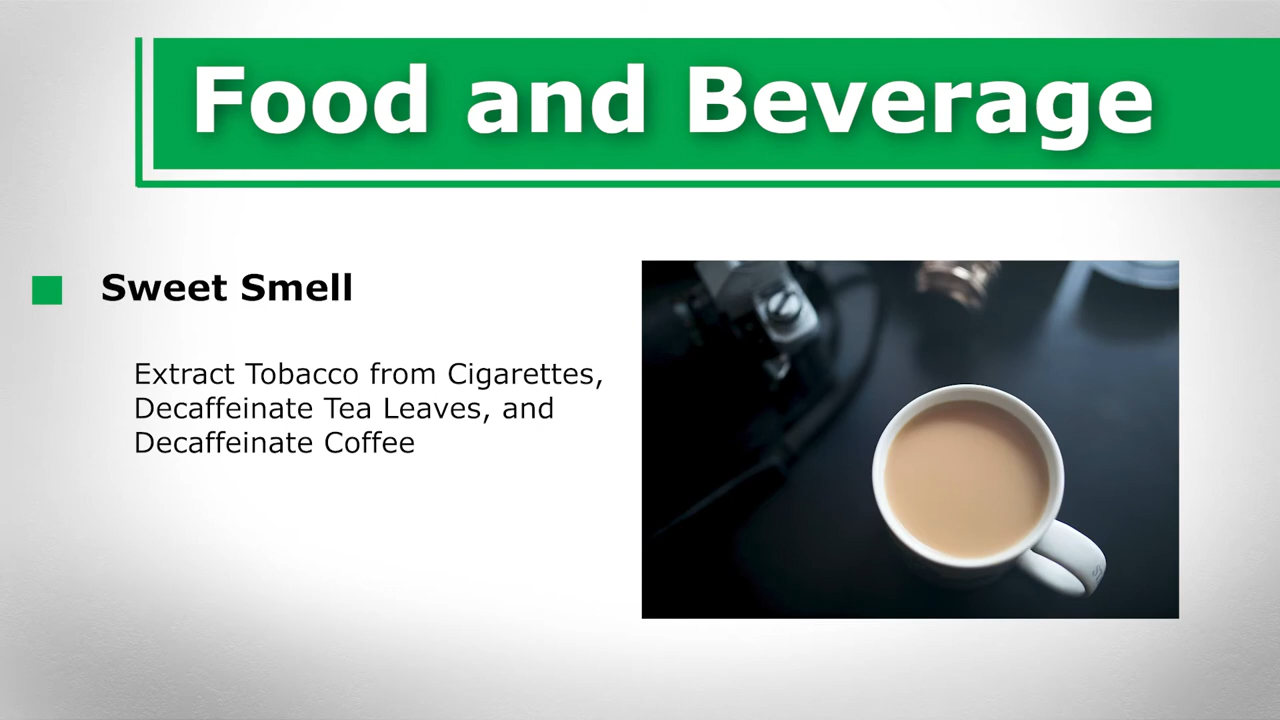 Food and Beverage
Sweet Smell
Extract Tobacco from Cigarettes,
Decaffeinate Tea Leaves, and
Decaffeinate Coffee